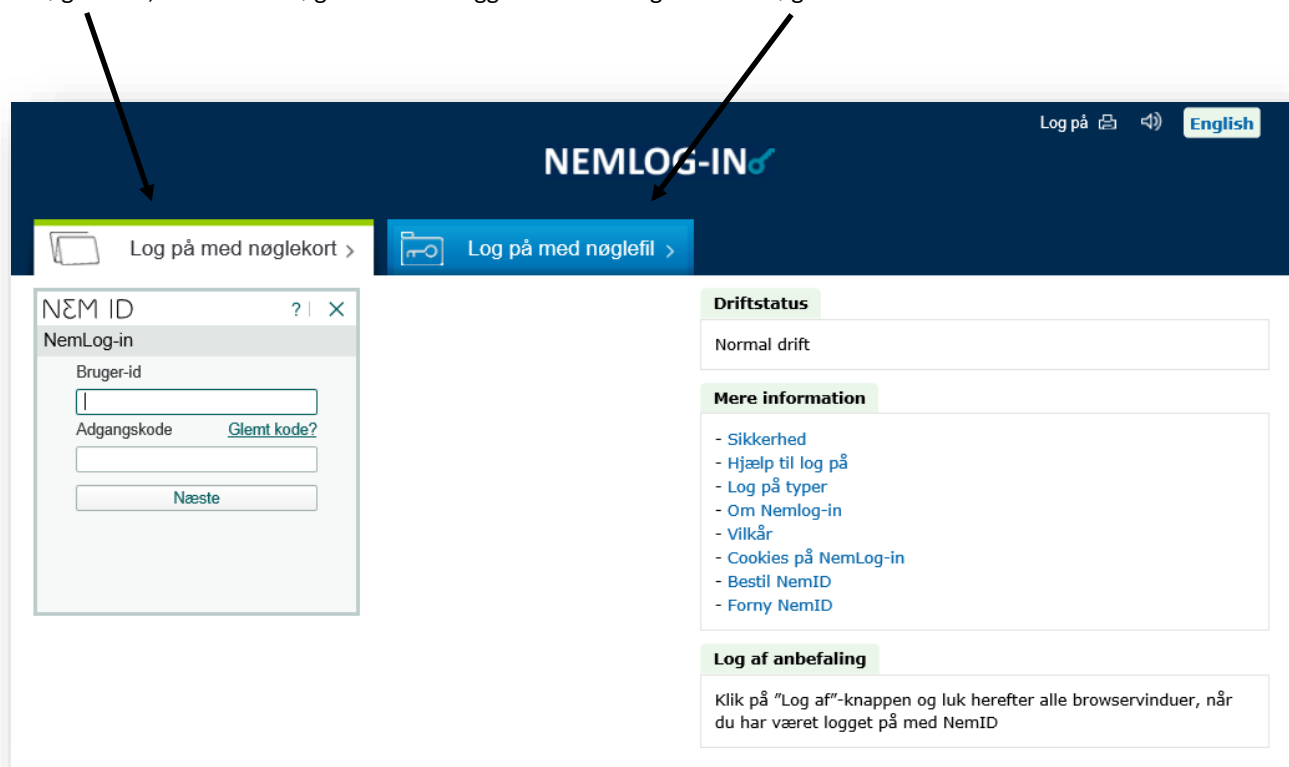 Log på
English
NEMLOG-IN
Log på med nøglekort >
Log på med nøglefil >
NEM ID ? X
NemLog-in
Bruger-id
Adgangskode Glemt kode?
Næste
Driftstatus
Normal drift
Mere information
- Sikkerhed
- Hjælp til log på
- Log på typer
- Om Nemlog-in
- Vilkår
- Cookies på NemLog-in
- Bestil NemID
- Forny NemID
Log af anbefaling
Klik på ”Log af”-knappen og luk herefter alle browservinduer, når
du har været logget på med NemID